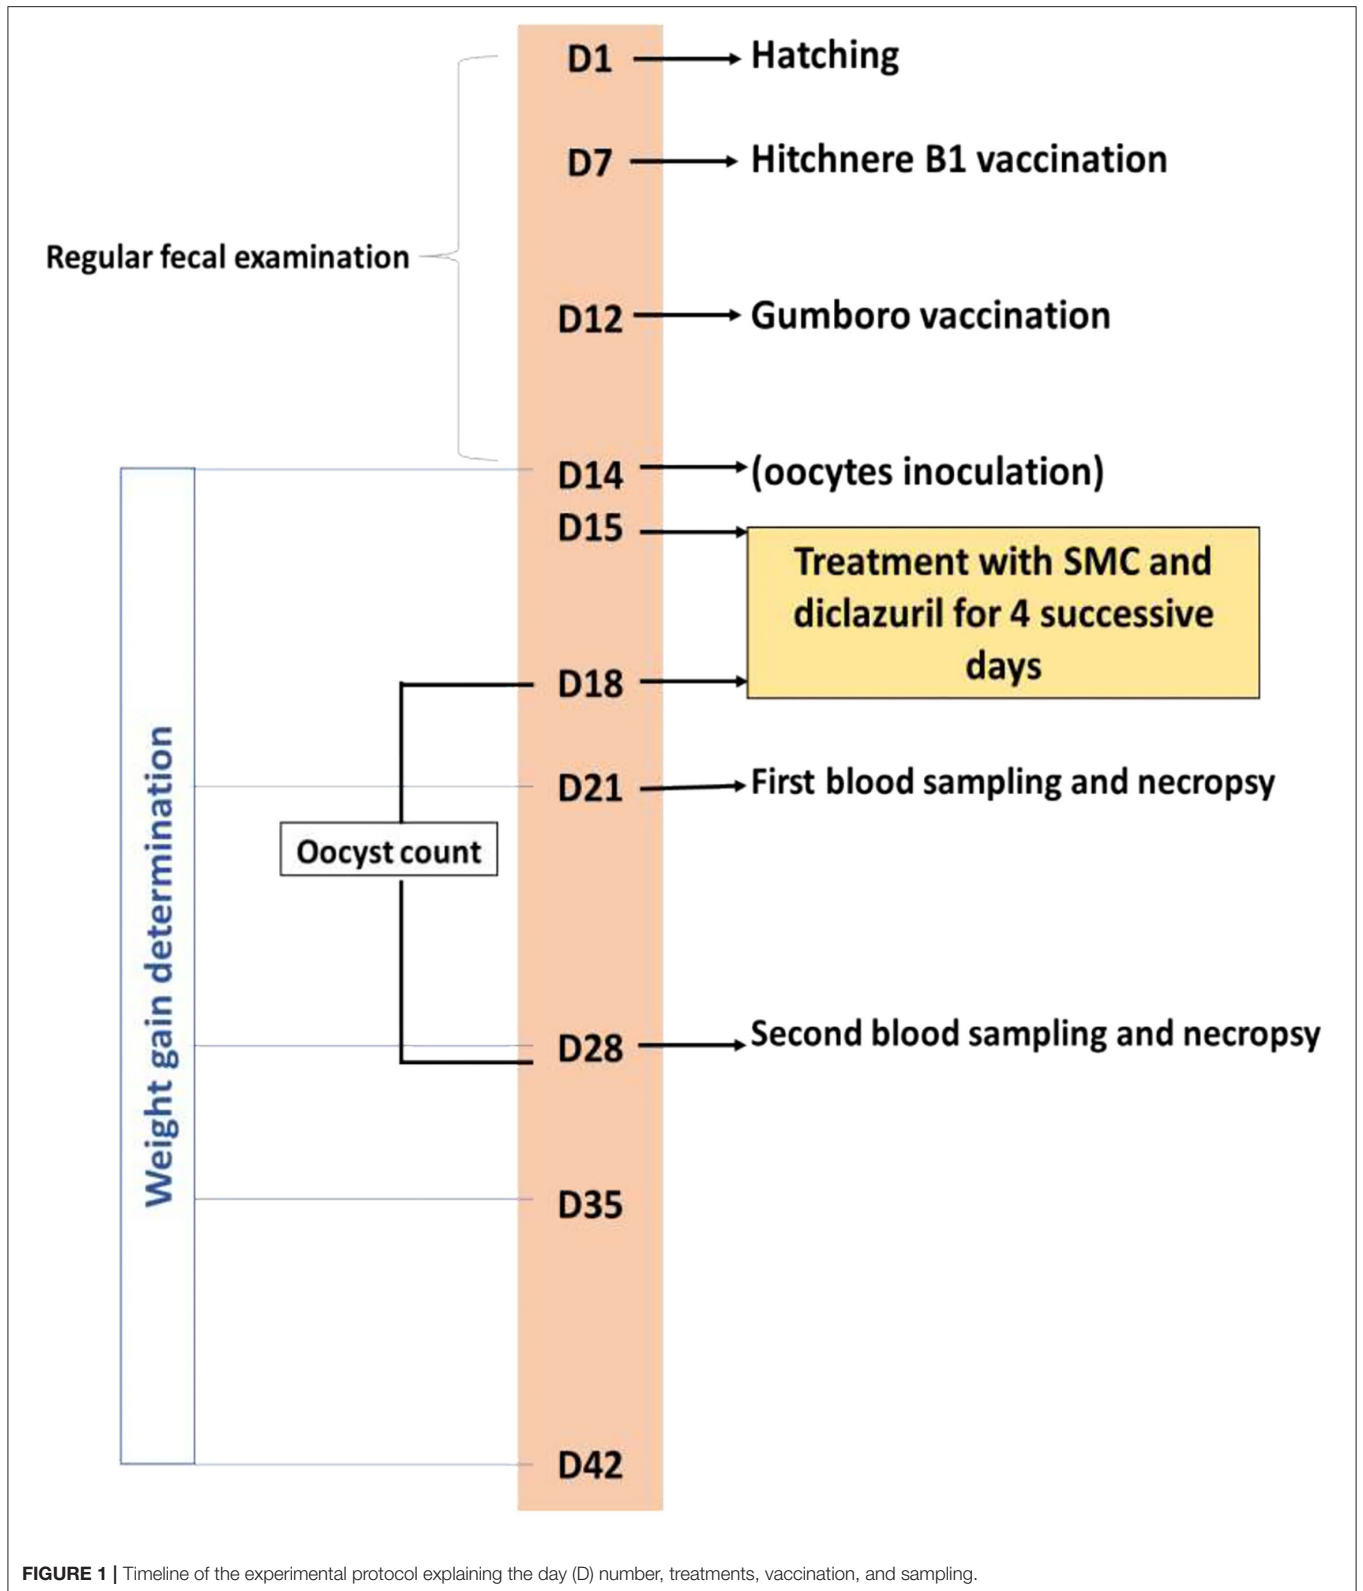 D1
Hatching
D7
Hitchnere B1 vaccination
Regular fecal examination
D12
Gumboro vaccination
D14
(oocytes inoculation)
D15
Treatment with SMC and
diclazuril for 4 successive
days
D18
Weight gain determination
D21
First blood sampling and necropsy
Oocyst count
D28
Second blood sampling and necropsy
D35
D42
FIGURE 1 | Timeline of the experimental protocol explaining the day (D) number, treatments, vaccination, and sampling.